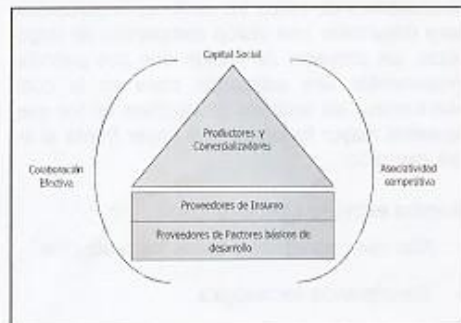 Capital Social
Productores y
Comercializadores
Colaboración
Efectiva
Asociatividad
competitiva
Proveedores de Insumo
Proveedores de Factores básicos de
desarrollo